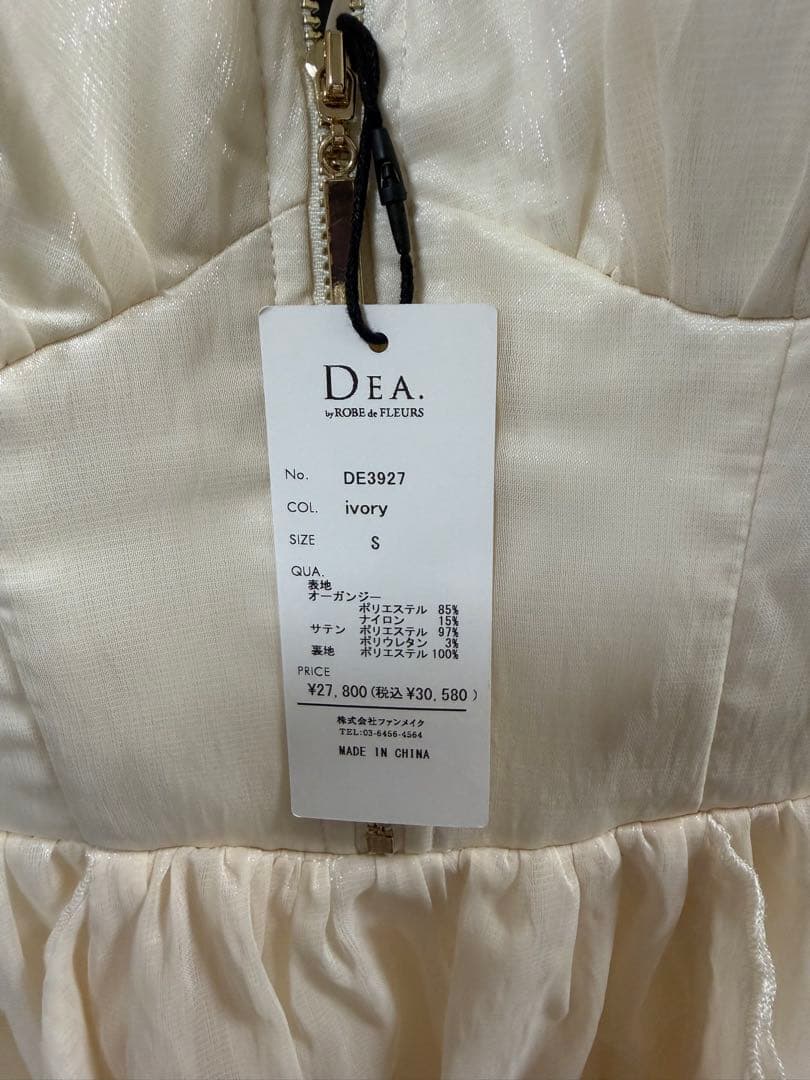 DEA.
by ROBE de FLEURS
No. DE3927
COL. ivory
SIZE S
QUA.
表地
オーガンジー
ポリエステル 85%
ナイロン 15%
サテン ポリエステル 97%
ポリウレタン 3%
裏地 ポリエステル 100%
PRICE
¥27,800(税込¥30,580)
株式会社ファンメイク
TEL:03-6456-4564
MADE IN CHINA